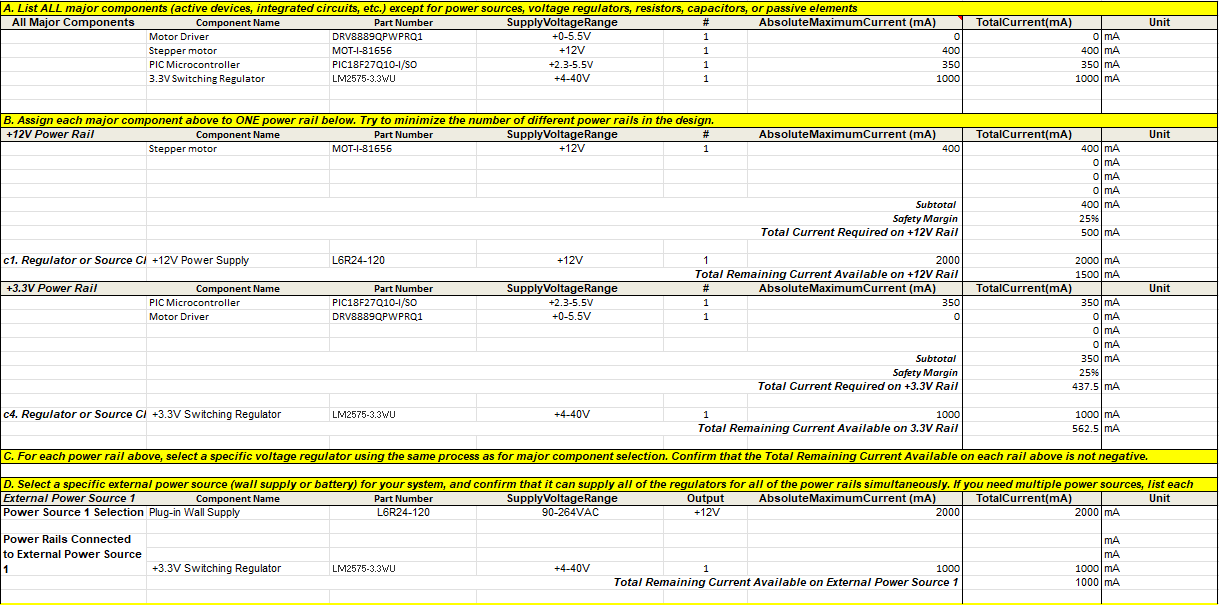 A. List ALL major components (active devices, integrated circuits, etc.) except for power sources, voltage regulators, resistors, capacitors, or passive elements
All Major Components Component Name Part Number SupplyVoltageRange # AbsoluteMaximumCurrent (mA) TotalCurrent(mA) Unit
Motor Driver DRV8889QPWPRQ1 +0-5.5V 1 0 0 mA
Stepper motor MOT-I-81656 +12V 1 400 400 mA
PIC Microcontroller PIC18F27Q10-I/SO +2.3-5.5V 1 350 350 mA
3.3V Switching Regulator LM2575-3.3WU +4-40V 1 1000 1000 mA
B. Assign each major component above to ONE power rail below. Try to minimize the number of different power rails in the design.
+12V Power Rail Component Name Part Number SupplyVoltageRange # AbsoluteMaximumCurrent (mA) TotalCurrent(mA) Unit
Stepper motor MOT-I-81656 +12V 1 400 400 mA
0 mA
0 mA
0 mA
Subtotal 400 mA
Safety Margin 25%
Total Current Required on +12V Rail 500 mA
c1. Regulator or Source Cl +12V Power Supply L6R24-120 +12V 1 2000 2000 mA
Total Remaining Current Available on +12V Rail 1500 mA
+3.3V Power Rail Component Name Part Number SupplyVoltageRange # AbsoluteMaximumCurrent (mA) TotalCurrent(mA) Unit
PIC Microcontroller PIC18F27Q10-I/SO +2.3-5.5V 1 350 350 mA
Motor Driver DRV8889QPWPRQ1 +0-5.5V 1 0 0 mA
0 mA
0 mA
Subtotal 350 mA
Safety Margin 25%
Total Current Required on +3.3V Rail 437.5 mA
c4. Regulator or Source Cl +3.3V Switching Regulator LM2575-3.3WU +4-40V 1 1000 1000 mA
Total Remaining Current Available on 3.3V Rail 562.5 mA
C. For each power rail above, select a specific voltage regulator using the same process as for major component selection. Confirm that the Total Remaining Current Available on each rail above is not negative.
D. Select a specific external power source (wall supply or battery) for your system, and confirm that it can supply all of the regulators for all of the power rails simultaneously. If you need multiple power sources, list each
External Power Source 1 Component Name Part Number SupplyVoltageRange Output AbsoluteMaximumCurrent (mA) TotalCurrent(mA) Unit
Power Source 1 Selection Plug-in Wall Supply L6R24-120 90-264VAC +12V 2000 2000 mA
Power Rails Connected mA
to External Power Source mA
1 +3.3V Switching Regulator LM2575-3.3WU +4-40V 1 1000 1000 mA
Total Remaining Current Available on External Power Source 1 1000 mA